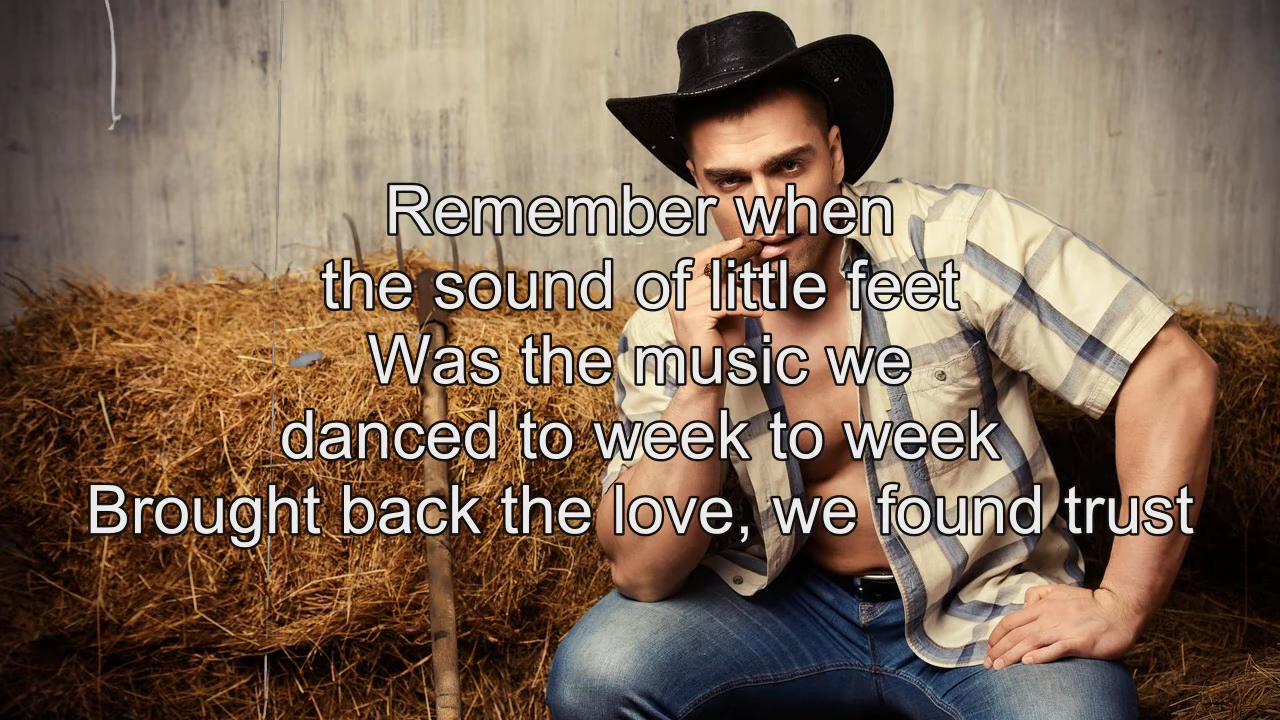 Remember when
the sound of little feet
Was the music we
danced to week to week
Brought back the love, we found trust